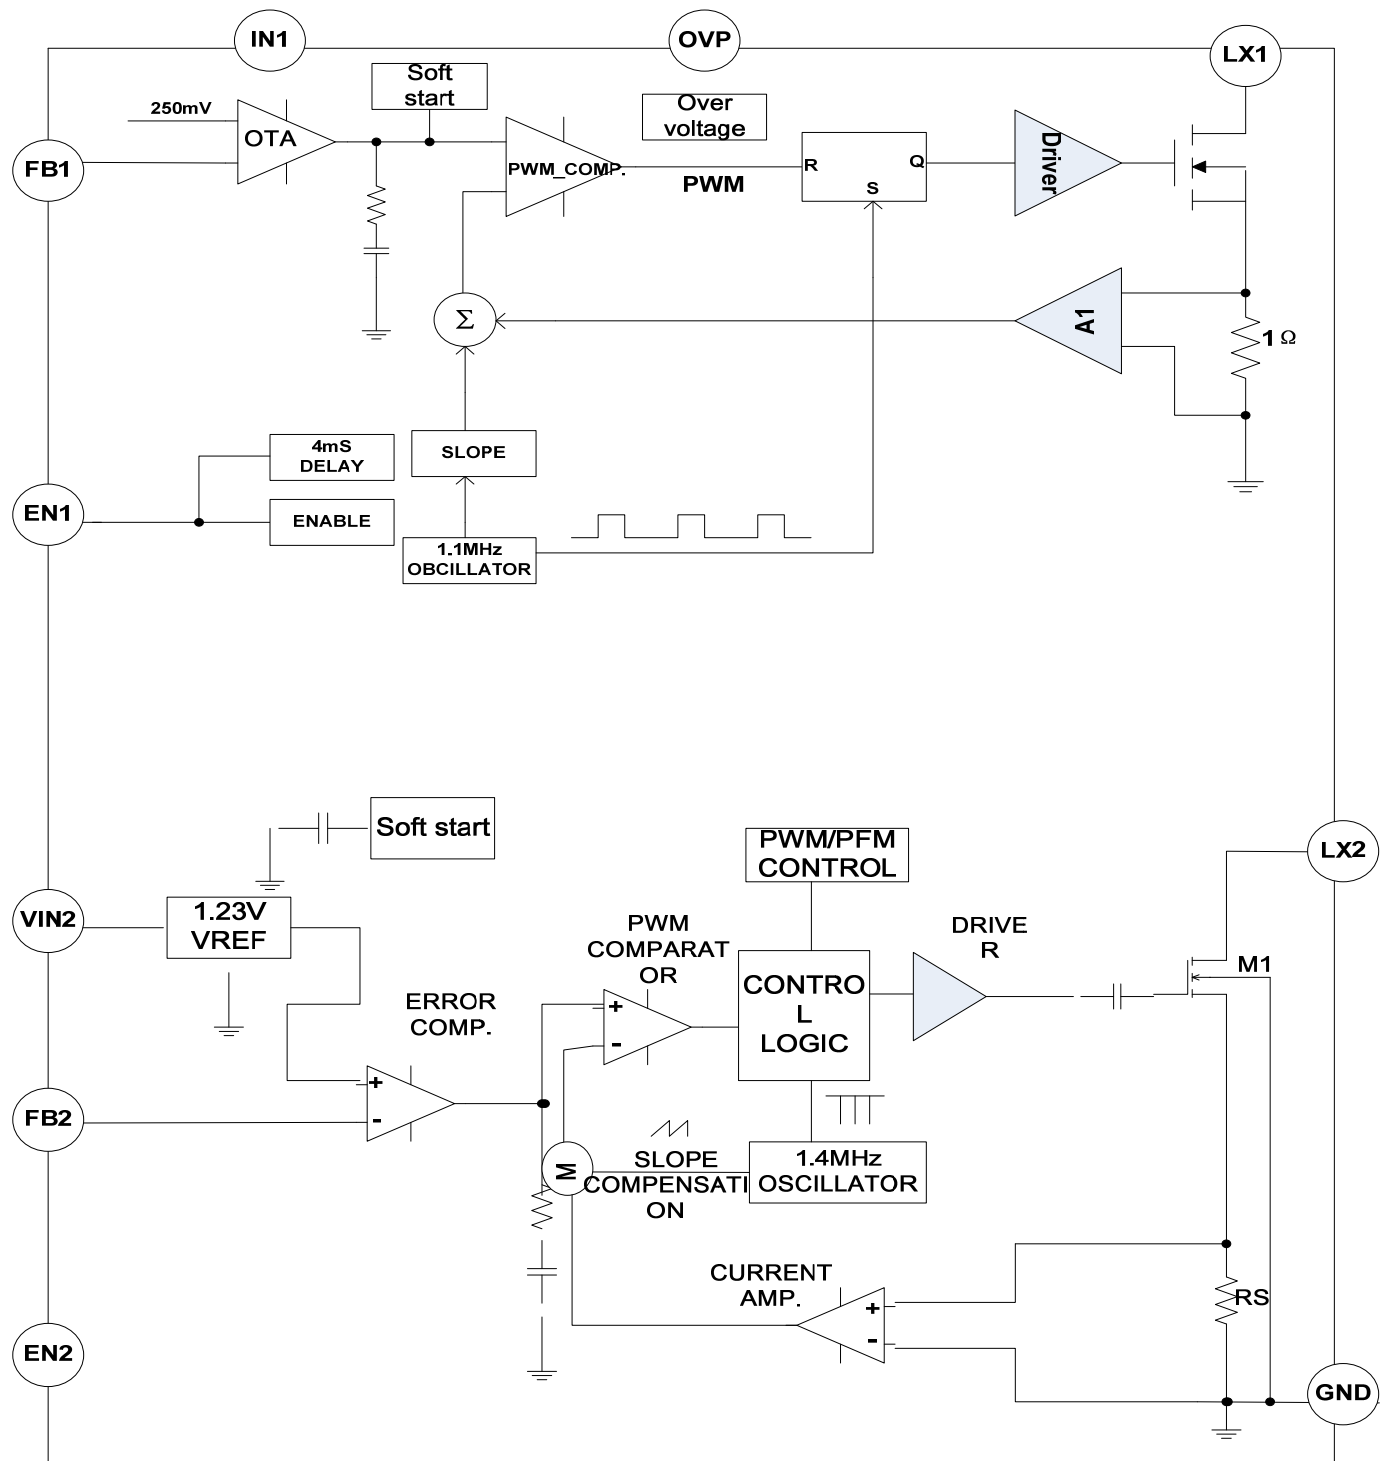 IN1
OVP
LX1
Soft
start
250mV
OTA
Over
voltage
FB1
PWM_COMP.
PWM
R
Q
S
Driver
Σ
A1
1 Ω
4mS
DELAY
SLOPE
EN1
ENABLE
1.1MHz
OBCILLATOR
Soft start
PWM/PFM
CONTROL
LX2
VIN2
1.23V
VREF
PWM
COMPARAT
OR
DRIVE
R
M1
ERROR
COMP.
+
-
CONTRO
L
LOGIC
+
-
FB2
M
SLOPE
COMPENSATI
ON
1.4MHz
OSCILLATOR
CURRENT
AMP.
+
-
RS
EN2
GND